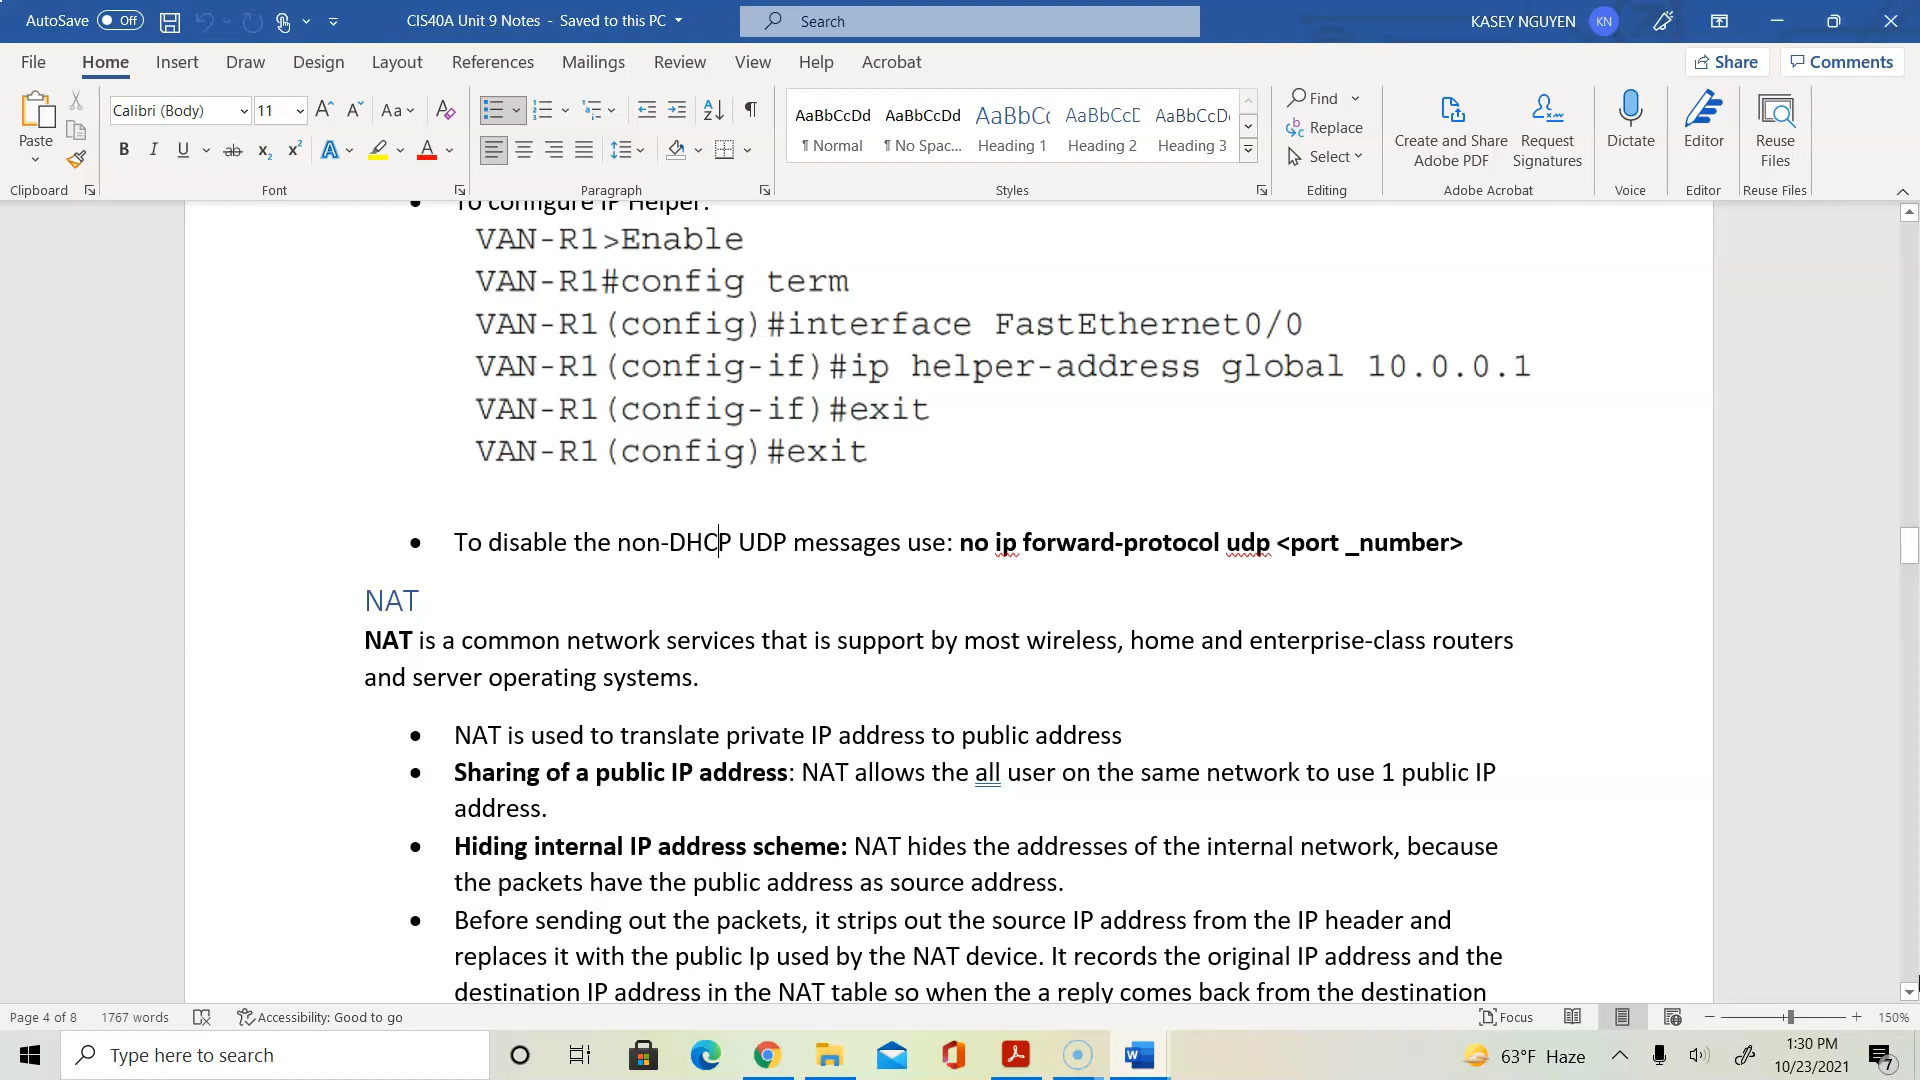 AutoSave Off CIS40A Unit 9 Notes - Saved to this PC Search KASEY NGUYEN KN
File Home Insert Draw Design Layout References Mailings Review View Help Acrobat Share Comments
Calibri (Body) 11 Aa
Paste
AaBbCcDd AaBbCcDd AaBbCc AaBbCcD AaBbCcD
¶ Normal ¶ No Spac... Heading 1 Heading 2 Heading 3
Find
Replace
Select
Create and Share
Adobe PDF
Request
Signatures
Dictate
Editor
Reuse
Files
Clipboard Font Paragraph Styles Editing Adobe Acrobat Voice Editor Reuse Files
To configure IP Helper:
VAN-R1>Enable
VAN-R1#config term
VAN-R1(config)#interface FastEthernet0/0
VAN-R1(config-if)#ip helper-address global 10.0.0.1
VAN-R1(config-if)#exit
VAN-R1(config)#exit
• To disable the non-DHCP UDP messages use: no ip forward-protocol udp <port _number>
NAT
NAT is a common network services that is support by most wireless, home and enterprise-class routers
and server operating systems.
• NAT is used to translate private IP address to public address
• Sharing of a public IP address: NAT allows the all user on the same network to use 1 public IP
address.
• Hiding internal IP address scheme: NAT hides the addresses of the internal network, because
the packets have the public address as source address.
• Before sending out the packets, it strips out the source IP address from the IP header and
replaces it with the public Ip used by the NAT device. It records the original IP address and the
destination IP address in the NAT table so when the a reply comes back from the destination
Page 4 of 8 1767 words Accessibility: Good to go Focus 150%
Type here to search 63°F Haze 1:30 PM
10/23/2021 7